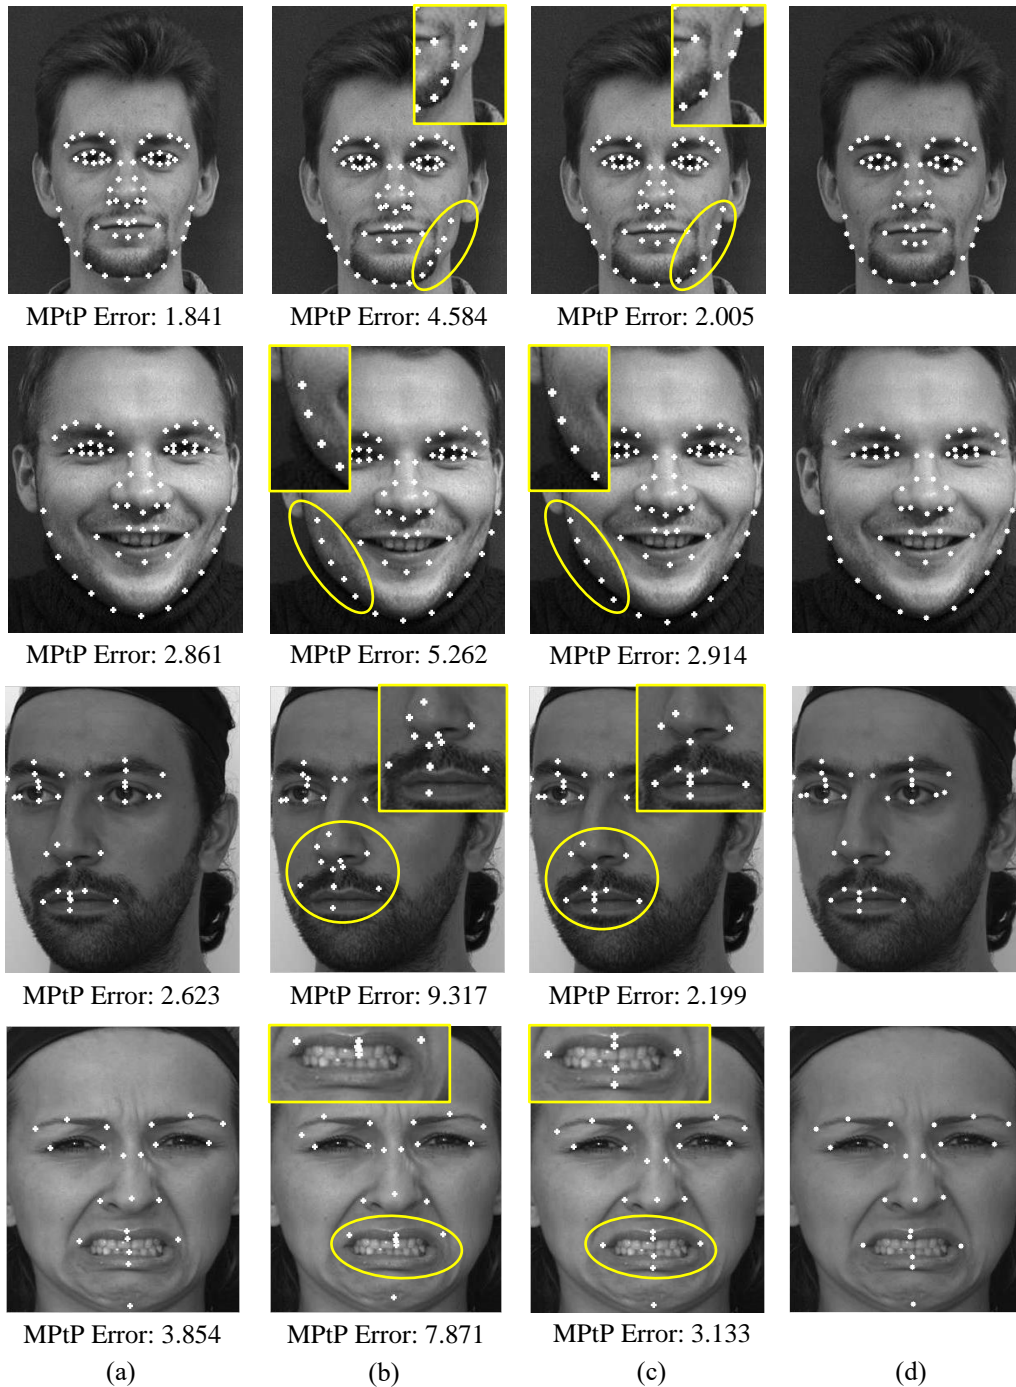 MPtP Error: 1.841 MPtP Error: 4.584 MPtP Error: 2.005
MPtP Error: 2.861 MPtP Error: 5.262 MPtP Error: 2.914
MPtP Error: 2.623 MPtP Error: 9.317 MPtP Error: 2.199
MPtP Error: 3.854 MPtP Error: 7.871 MPtP Error: 3.133
(a) (b) (c) (d)